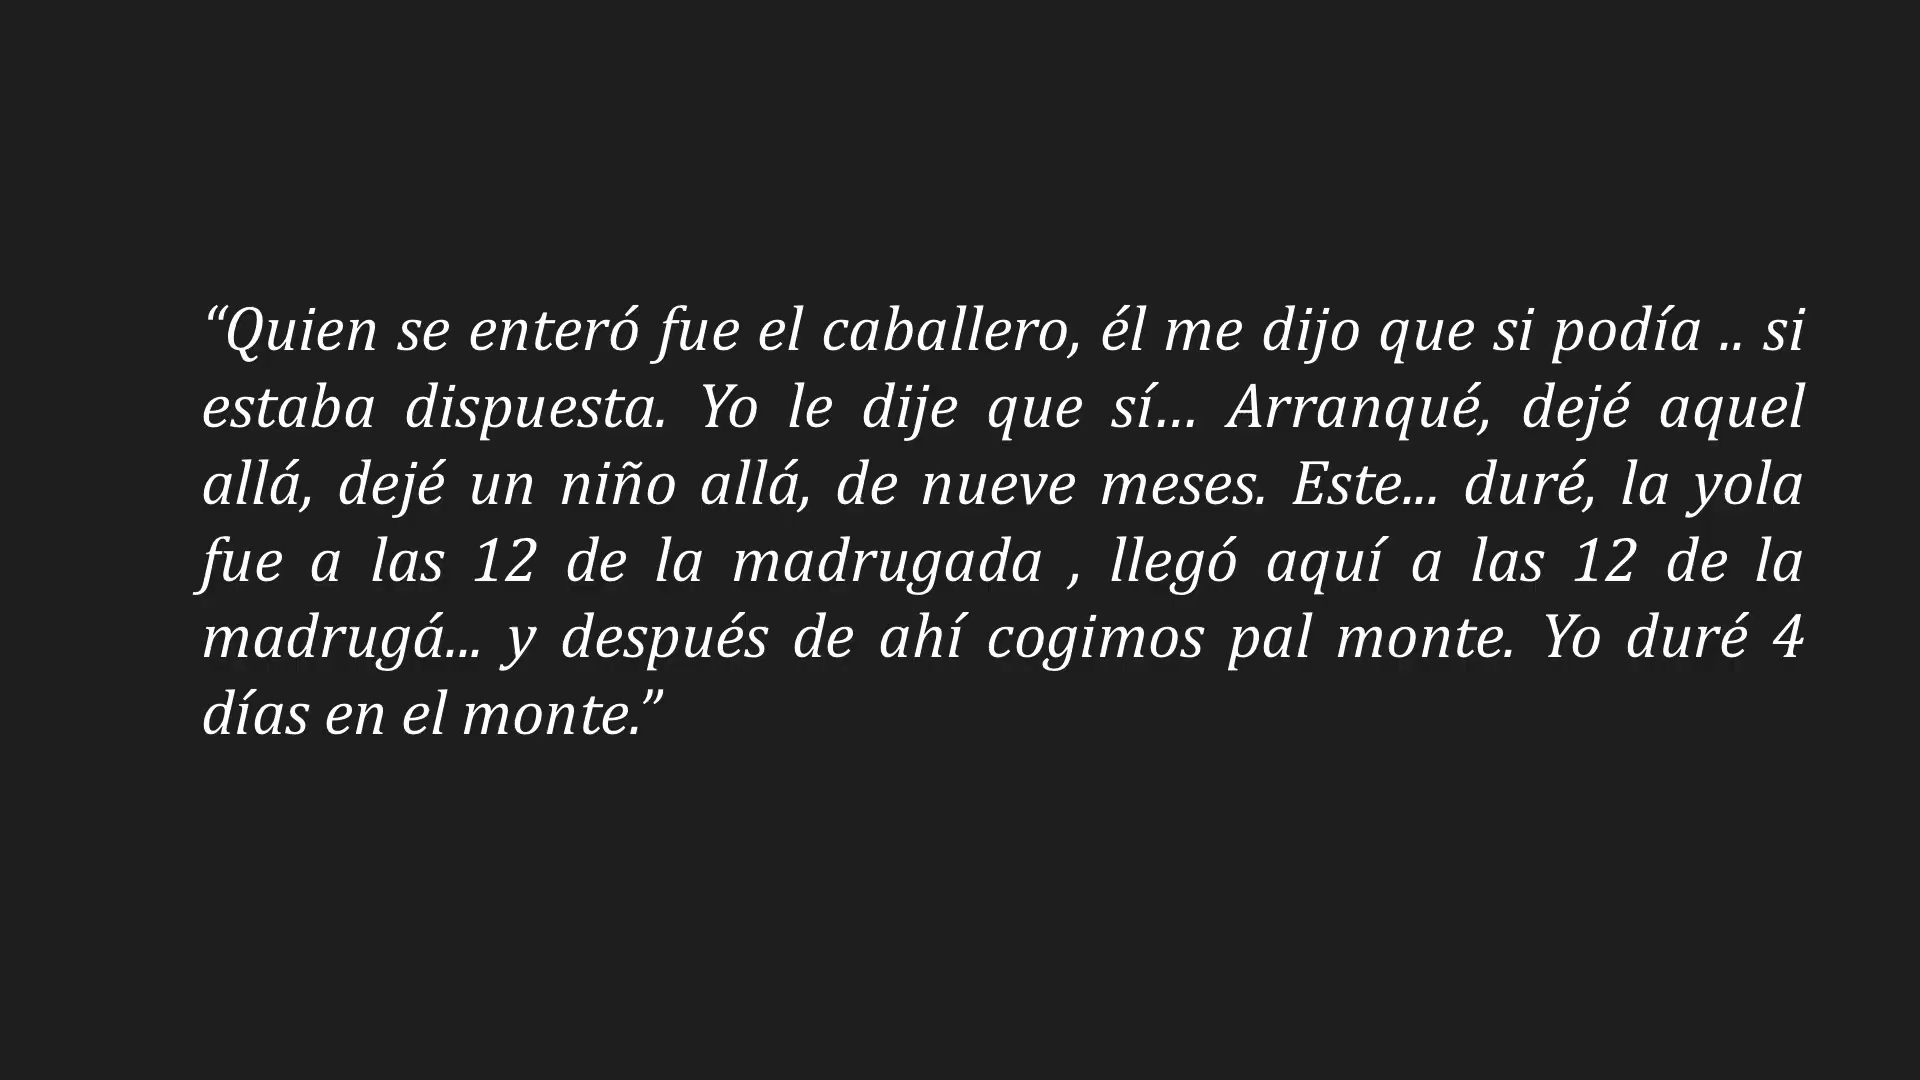 “Quien se enteró fue el caballero, él me dijo que si podía .. si
estaba dispuesta. Yo le dije que sí... Arranqué, dejé aquel
allá, dejé un niño allá, de nueve meses. Este... duré, la yola
fue a las 12 de la madrugada , llegó aquí a las 12 de la
madrugá... y después de ahí cogimos pal monte. Yo duré 4
días en el monte.”